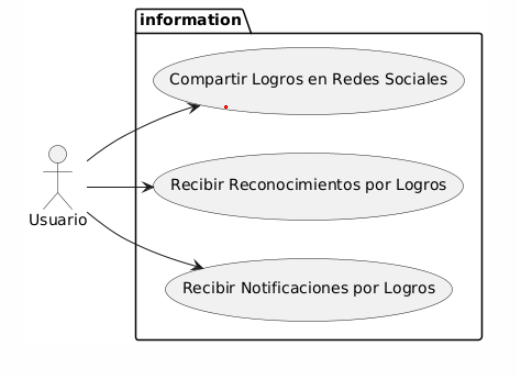 information
Compartir Logros en Redes Sociales
Recibir Reconocimientos por Logros
Usuario
Recibir Notificaciones por Logros